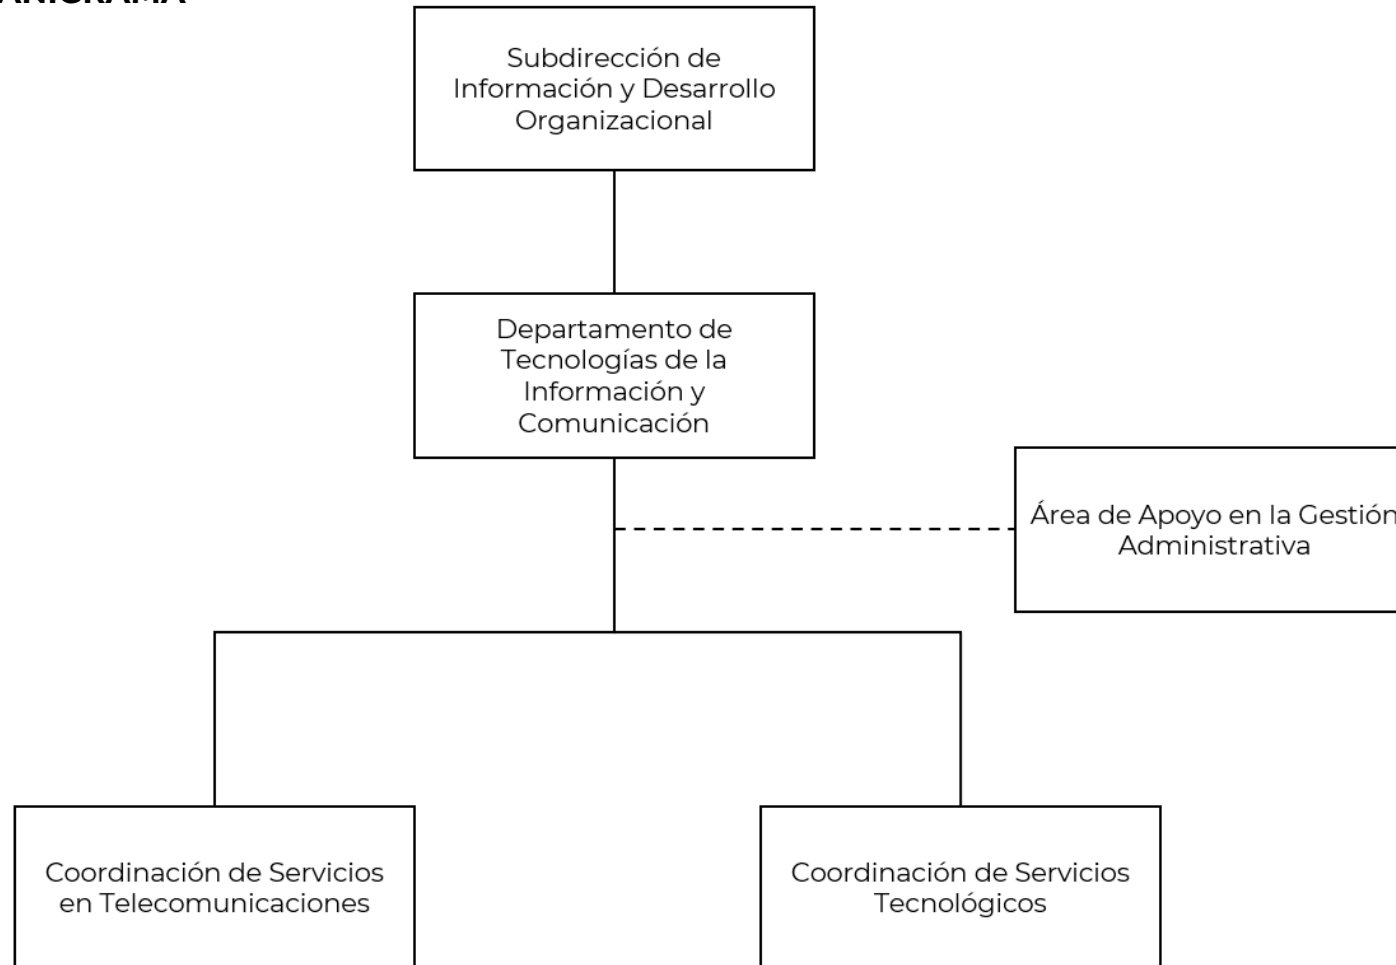 Subdirección de
Información y Desarrollo
Organizacional
Departamento de
Tecnologías de la
Información y
Comunicación
Área de Apoyo en la Gestión
Administrativa
Coordinación de Servicios
en Telecomunicaciones
Coordinación de Servicios
Tecnológicos